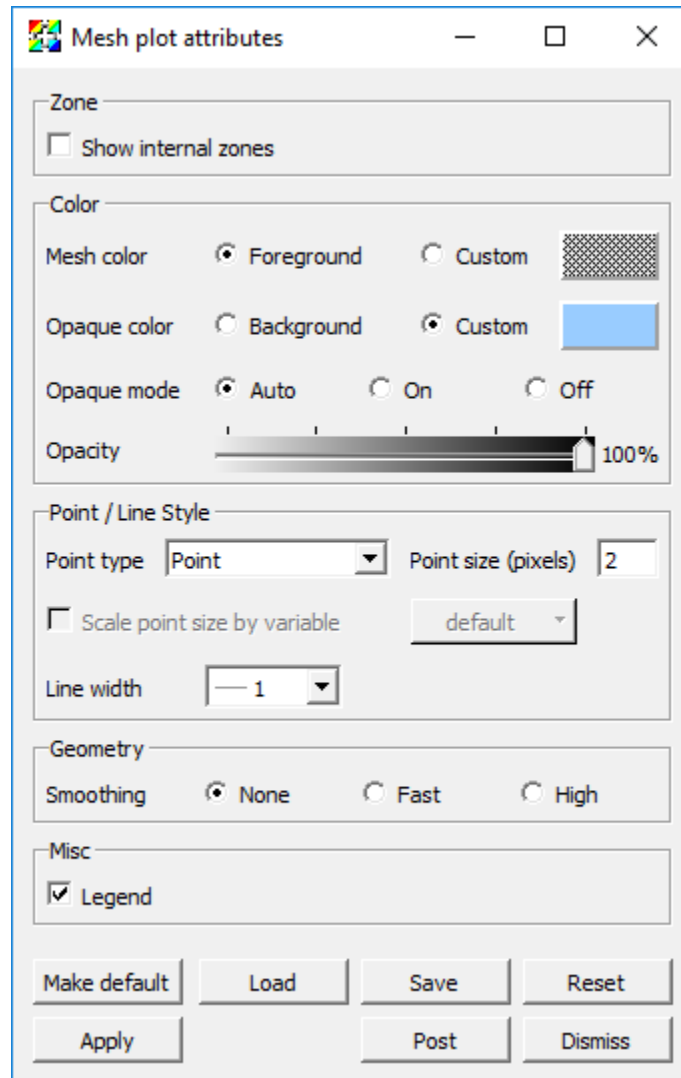 Mesh plot attributes
Zone
Show internal zones
Color
Mesh color Foreground Custom
Opaque color Background Custom
Opaque mode Auto On Off
Opacity 100%
Point / Line Style
Point type Point Point size (pixels) 2
Scale point size by variable default
Line width 1
Geometry
Smoothing None Fast High
Misc
Legend
Make default Load Save Reset
Apply Post Dismiss